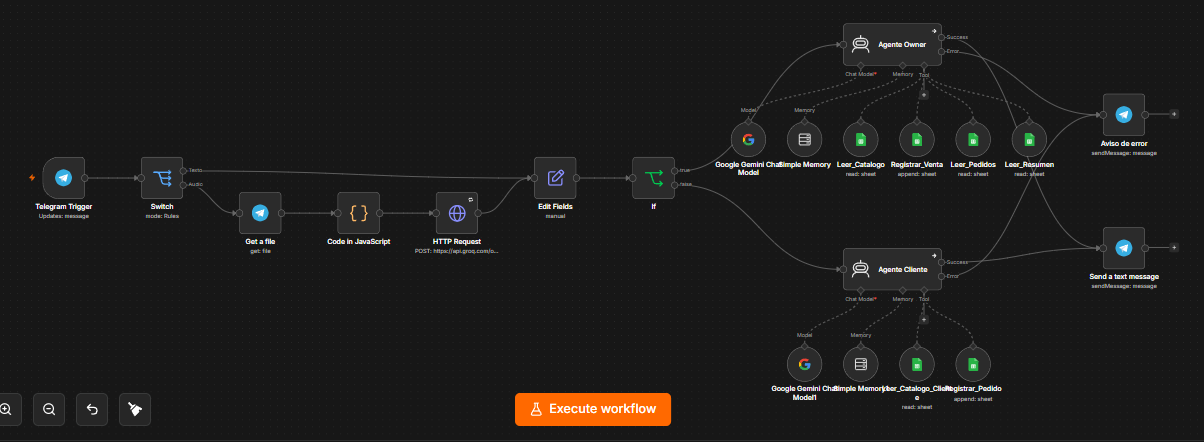 Success
Agente Owner
Error
Chat Model*
Memory
Tool
Model
Memory
Google Gemini Chat
Model
Simple Memory
Leer_Catalogo
read: sheet
Registrar_Venta
append: sheet
Leer_Pedidos
read: sheet
Leer_Resumen
read: sheet
Aviso de error
sendMessage: message
Texto
Audio
true
false
Telegram Trigger
Updates: message
Switch
mode: Rules
Edit Fields
manual
If
Get a file
get: file
Code in JavaScript
HTTP Request
POST: https://api.groq.com/o...
Success
Agente Cliente
Error
Send a text message
sendMessage: message
Chat Model*
Memory
Tool
Model
Memory
Google Gemini Chat
Model1
Simple Memory1
Leer_Catalogo_Client
e
read: sheet
Registrar_Pedido
append: sheet
Execute workflow